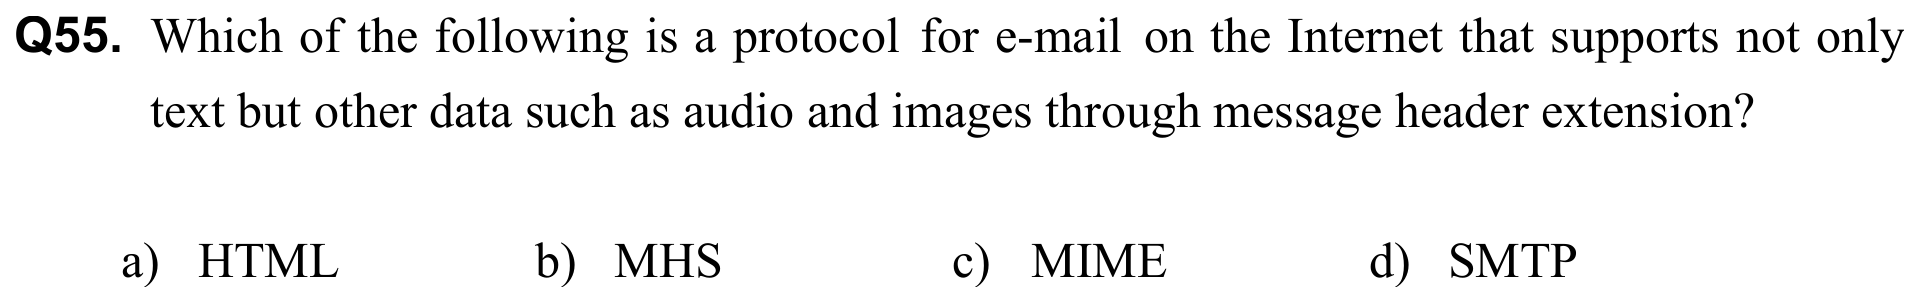 Q55. Which of the following is a protocol for e-mail on the Internet that supports not only
text but other data such as audio and images through message header extension?
a) HTML b) MHS c) MIME d) SMTP